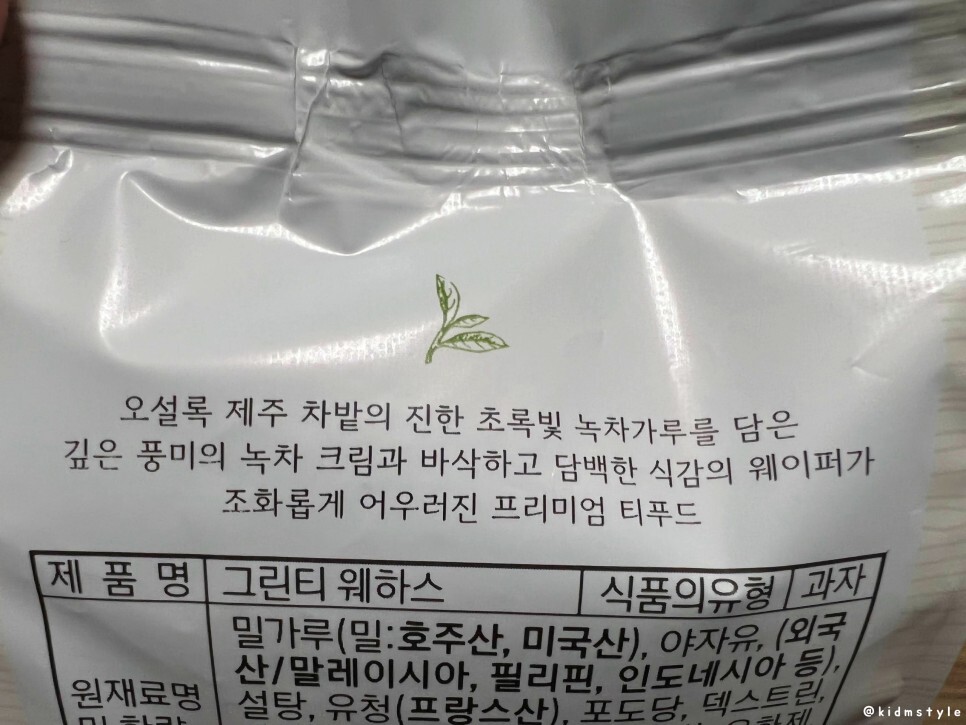 오설록 제주 차밭의 진한 초록빛 녹차가루를 담은
깊은 풍미의 녹차 크림과 바삭하고 담백한 식감의 웨이퍼가
조화롭게 어우러진 프리미엄 티푸드
제 품 명 그린티 웨하스 식품의유형 과자
밀가루(밀:호주산, 미국산), 야자유, (외국
산/말레이시아, 필리핀, 인도네시아 등),
원재료명 설탕, 유청(프랑스산), 포도당, 덱스트린,
@kidmstyle